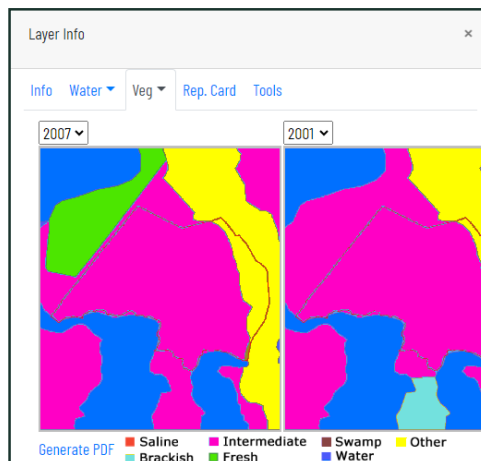 Layer Info ×
Info Water Veg Rep. Card Tools
2007 2001
Generate PDF Saline Intermediate Swamp Other
Brackish Fresh Water